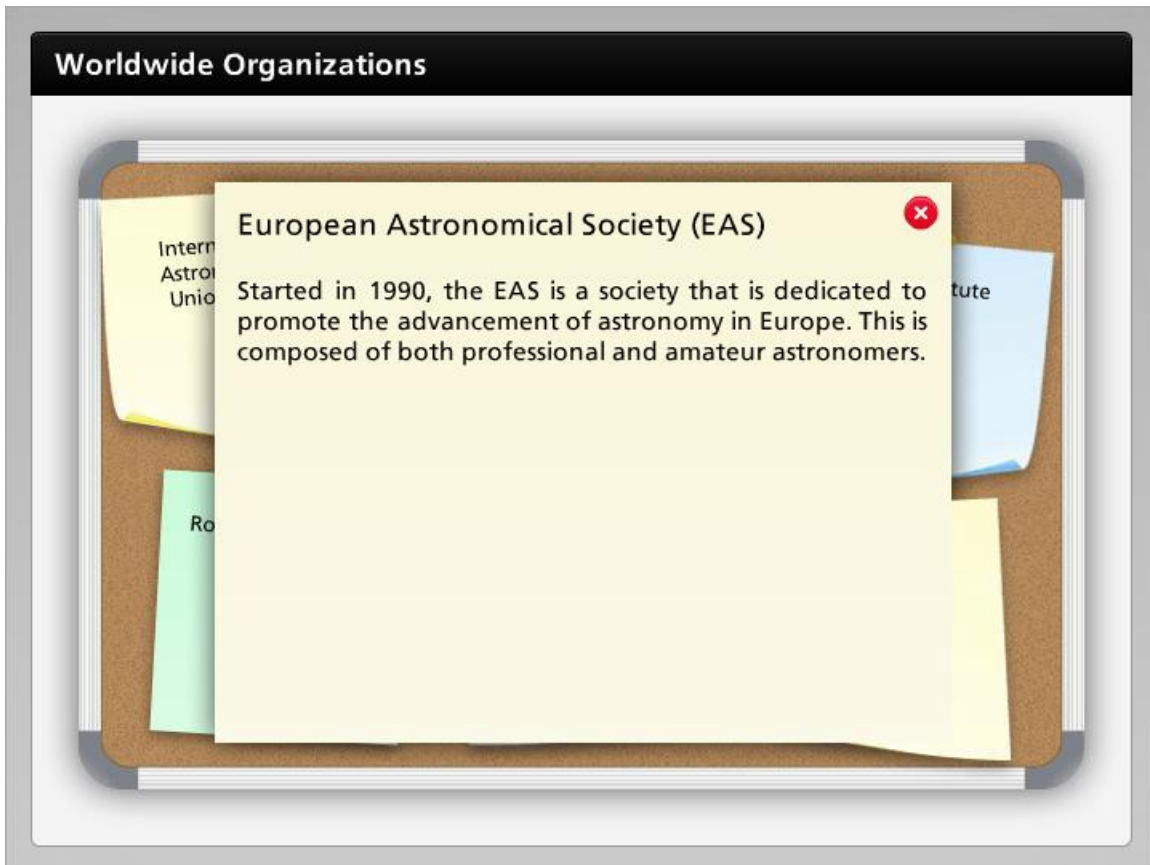 Worldwide Organizations
European Astronomical Society (EAS)
Started in 1990, the EAS is a society that is dedicated to
promote the advancement of astronomy in Europe. This is
composed of both professional and amateur astronomers.